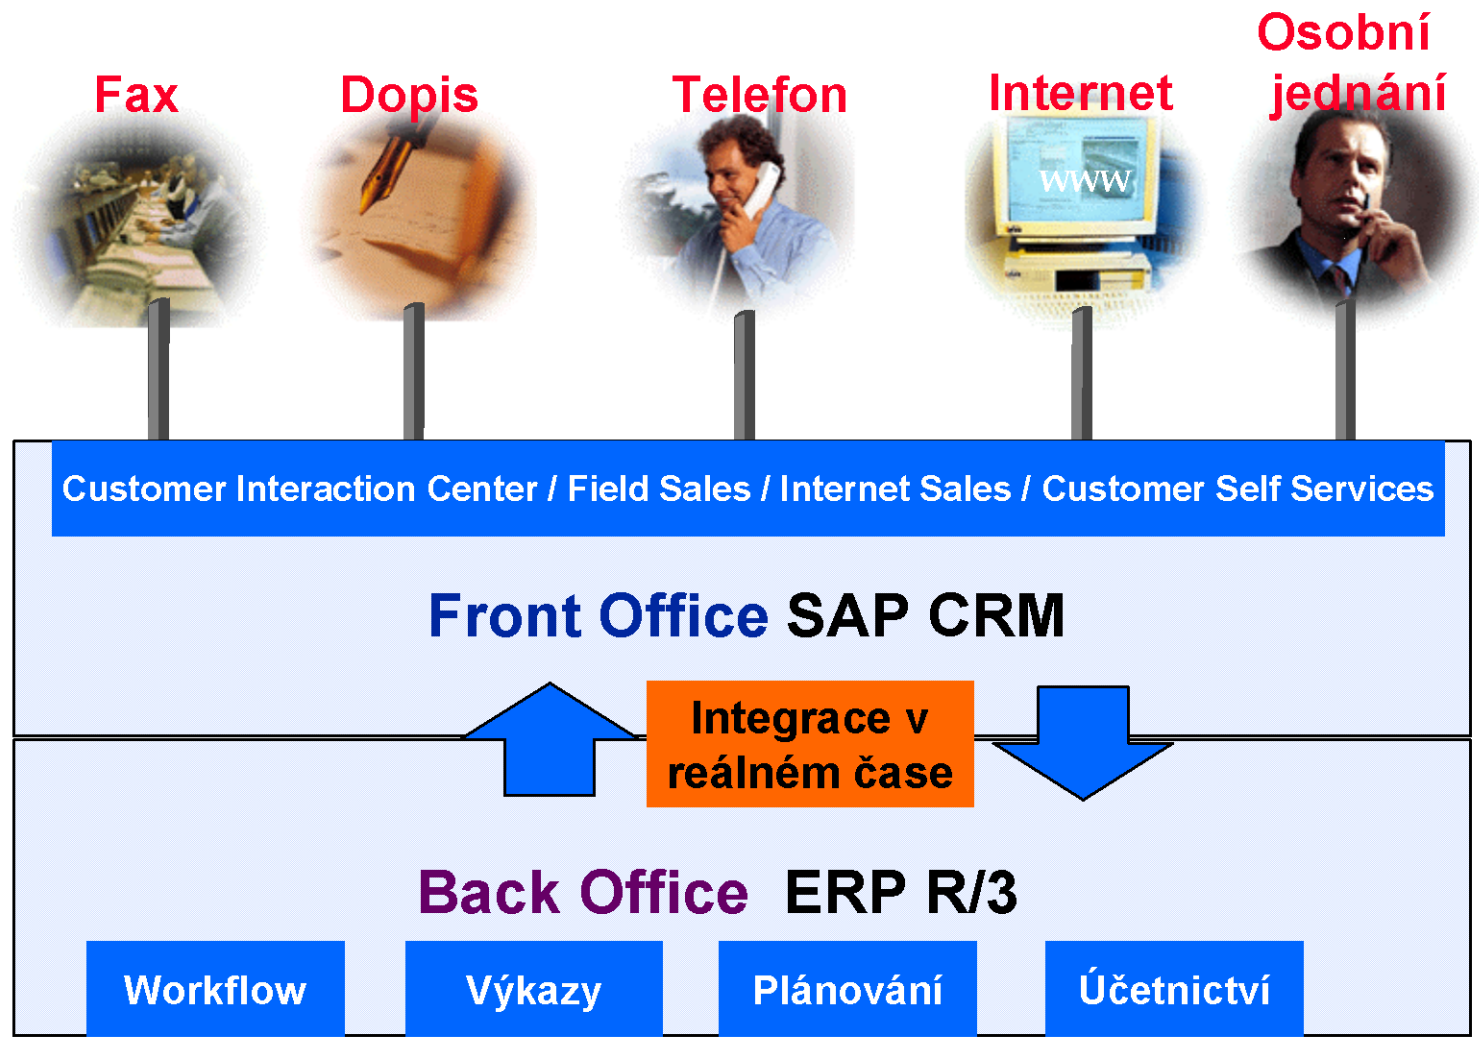 Fax
Dopis
Telefon
Internet
Osobní
jednání
www
Customer Interaction Center / Field Sales / Internet Sales / Customer Self Services
Front Office SAP CRM
Integrace v
reálném čase
Back Office ERP R/3
Workflow
Výkazy
Plánování
Účetnictví